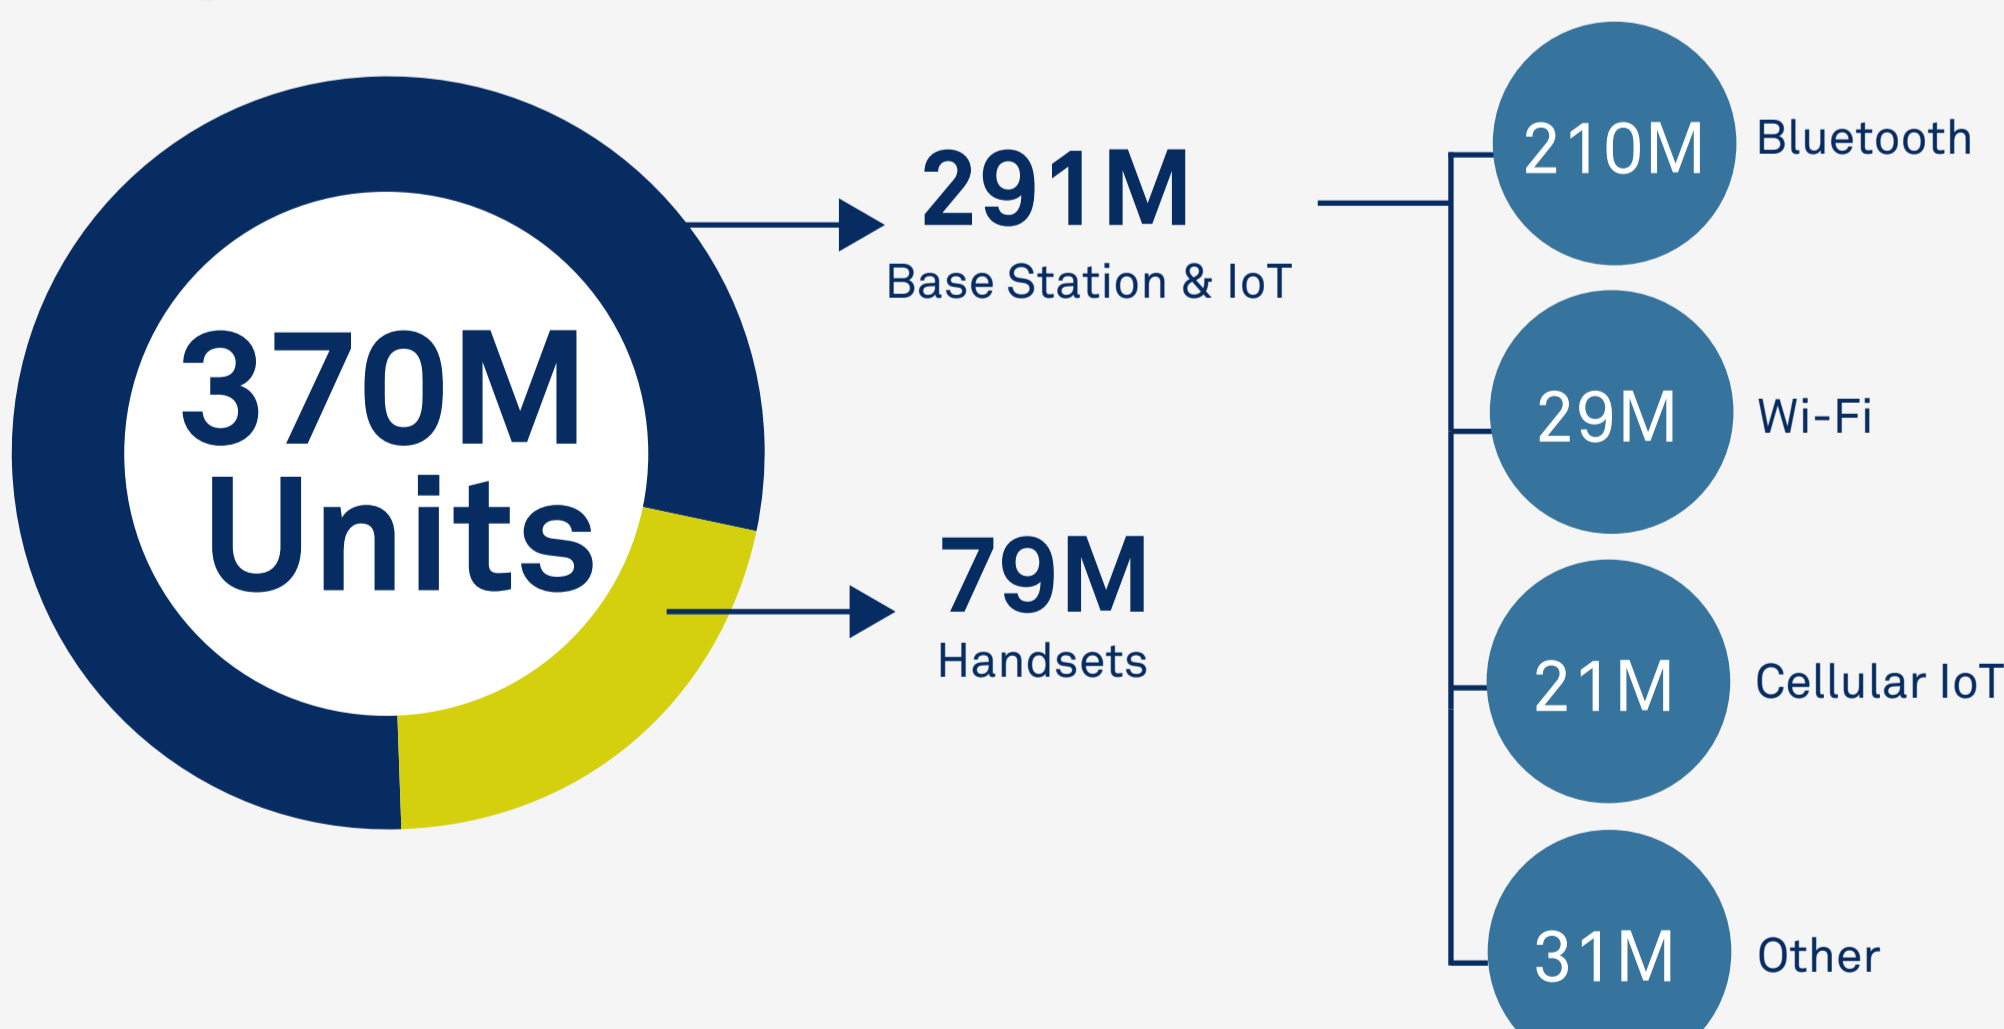 370M
Units
291M
Base Station & IoT
79M
Handsets
210M
Bluetooth
29M
Wi-Fi
21M
Cellular IoT
31M
Other